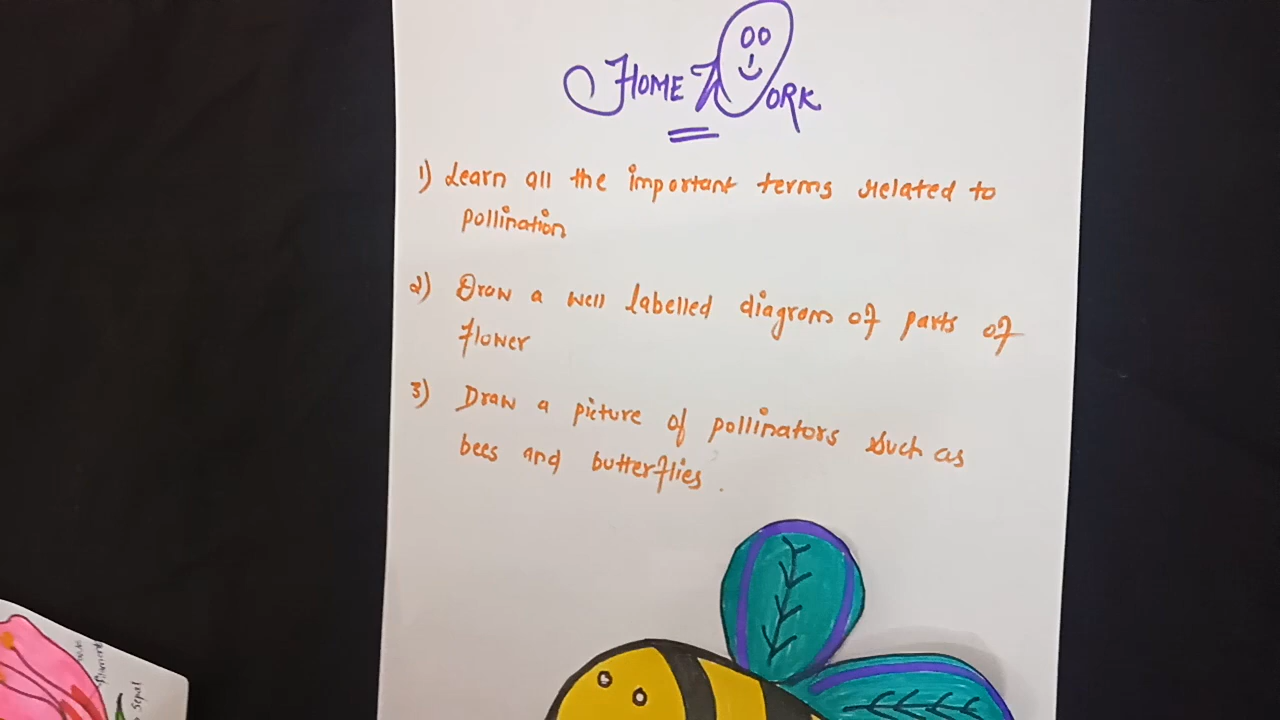 HOME WORK
1) Learn all the important terms related to
pollination
2) Draw a well labelled diagram of parts of
flower
3) Draw a picture of pollinators such as
bees and butterflies.
Sepal